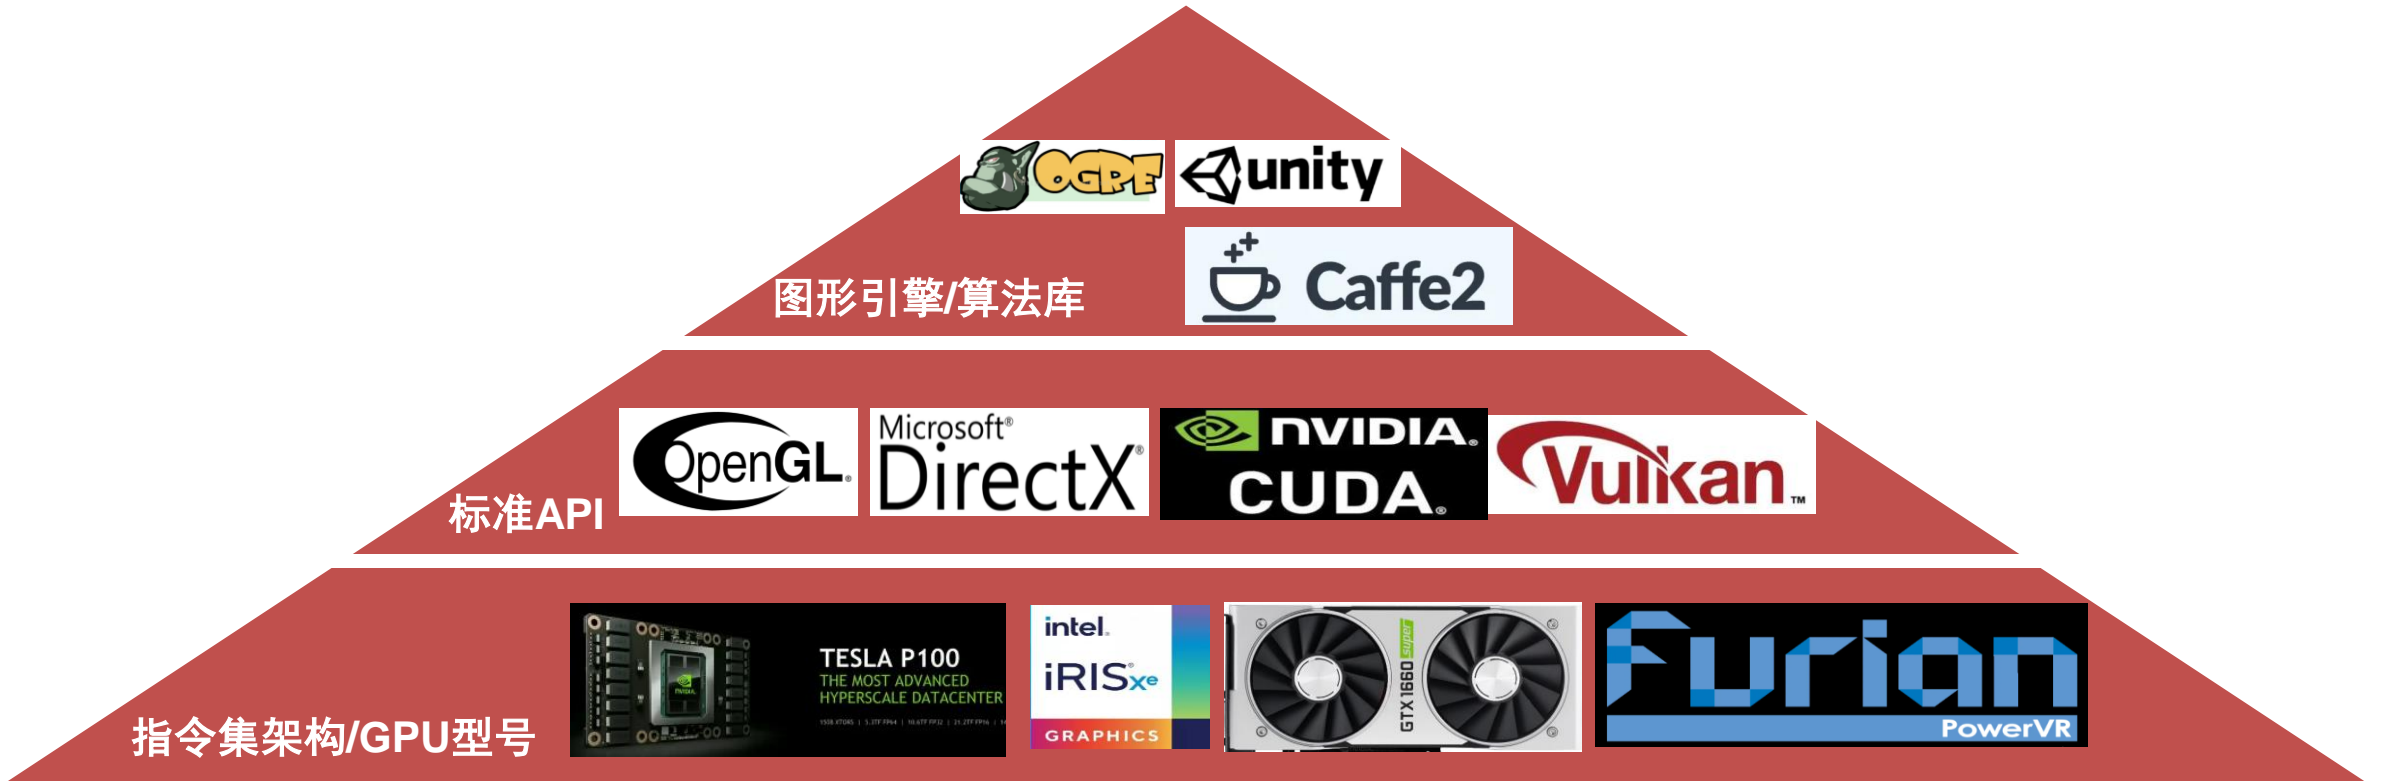 OGRE
unity
图形引擎/算法库
Caffe2
OpenGL®
Microsoft®
DirectX®
nVIDIA®
CUDA®
Vulkan™
标准API
TESLA P100
THE MOST ADVANCED
HYPERSCALE DATACENTER
intel.
iRISxe
GRAPHICS
GTX 1660 super
Furian
PowerVR
NVIDIA.
指令集架构/GPU型号